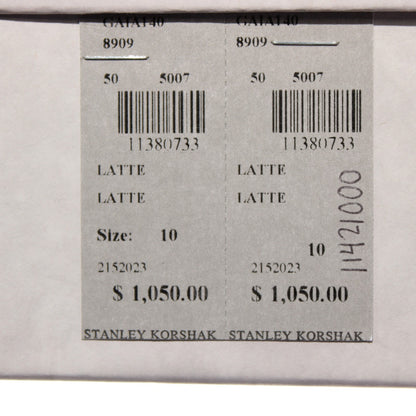 GAIA140 GAIA140
8909 8909
50 5007 50 5007
11380733 11380733
LATTE LATTE
LATTE LATTE
Size: 10
10
2152023 2152023
$ 1,050.00 $ 1,050.00
STANLEY KORSHAK STANLEY KORSHAK
11421000